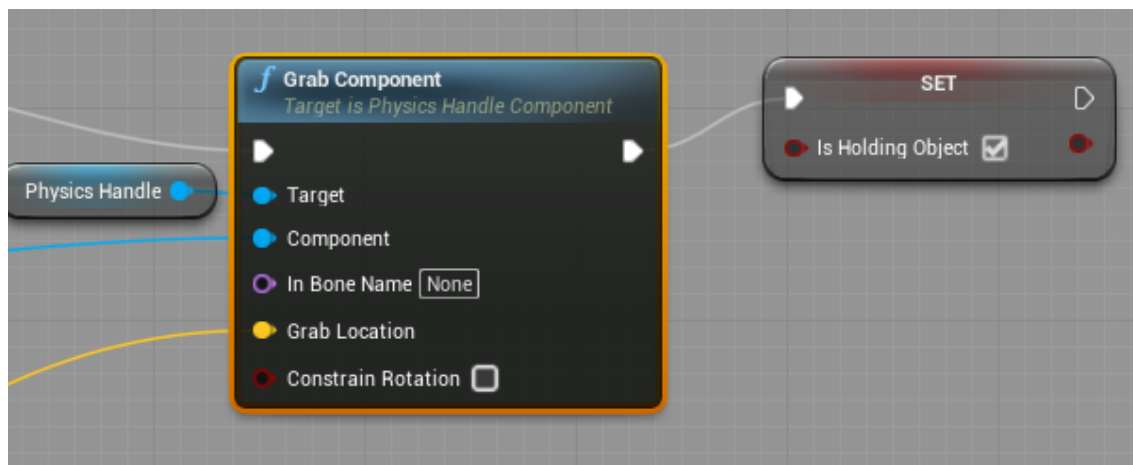 f Grab Component
Target is Physics Handle Component
SET
Is Holding Object
Physics Handle
Target
Component
In Bone Name None
Grab Location
Constrain Rotation